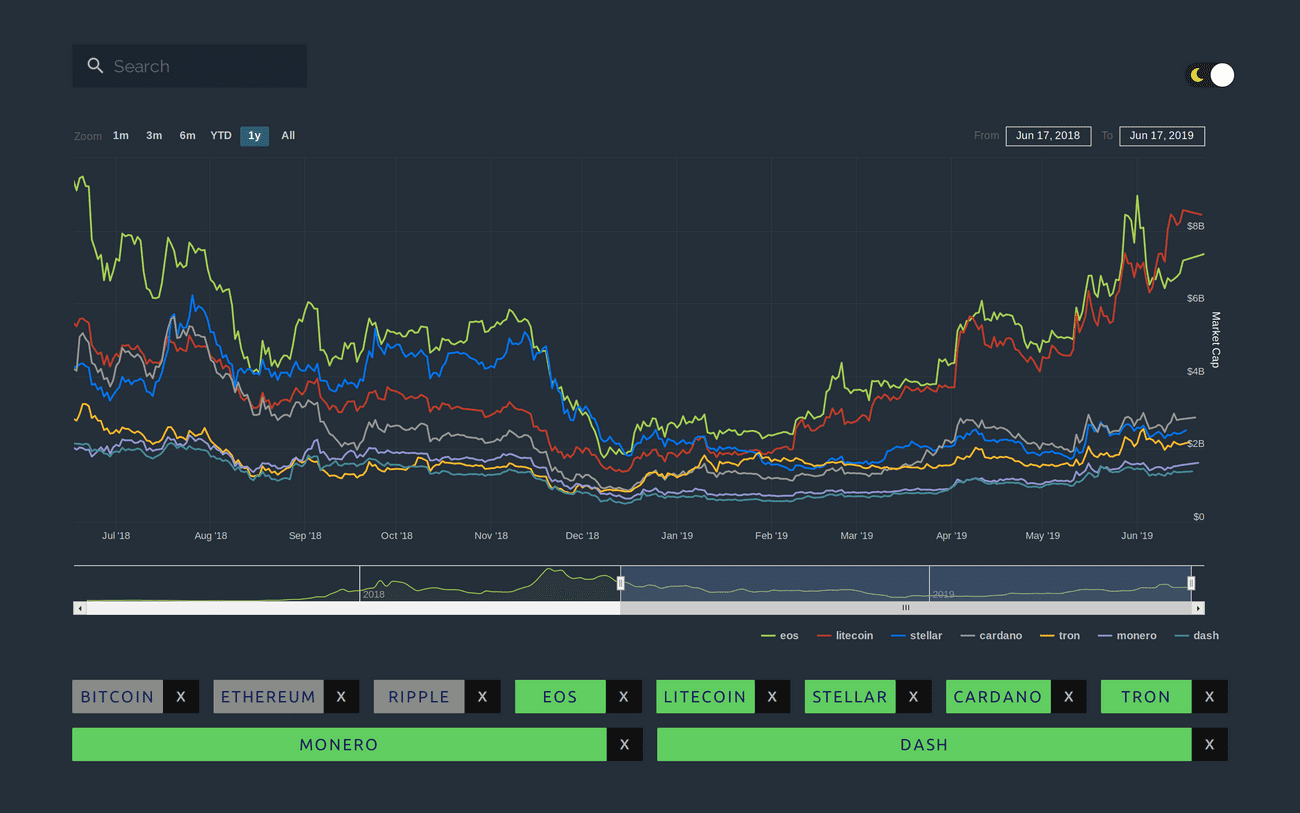 Search
Zoom 1m 3m 6m YTD 1y All From Jun 17, 2018 To Jun 17, 2019
$8B
$6B
Market Cap
$4B
$2B
$0
Jul '18 Aug '18 Sep '18 Oct '18 Nov '18 Dec '18 Jan '19 Feb '19 Mar '19 Apr '19 May '19 Jun '19
2018 2019
eos litecoin stellar cardano tron monero dash
BITCOIN X ETHEREUM X RIPPLE X EOS X LITECOIN X STELLAR X CARDANO X TRON X
MONERO X DASH X